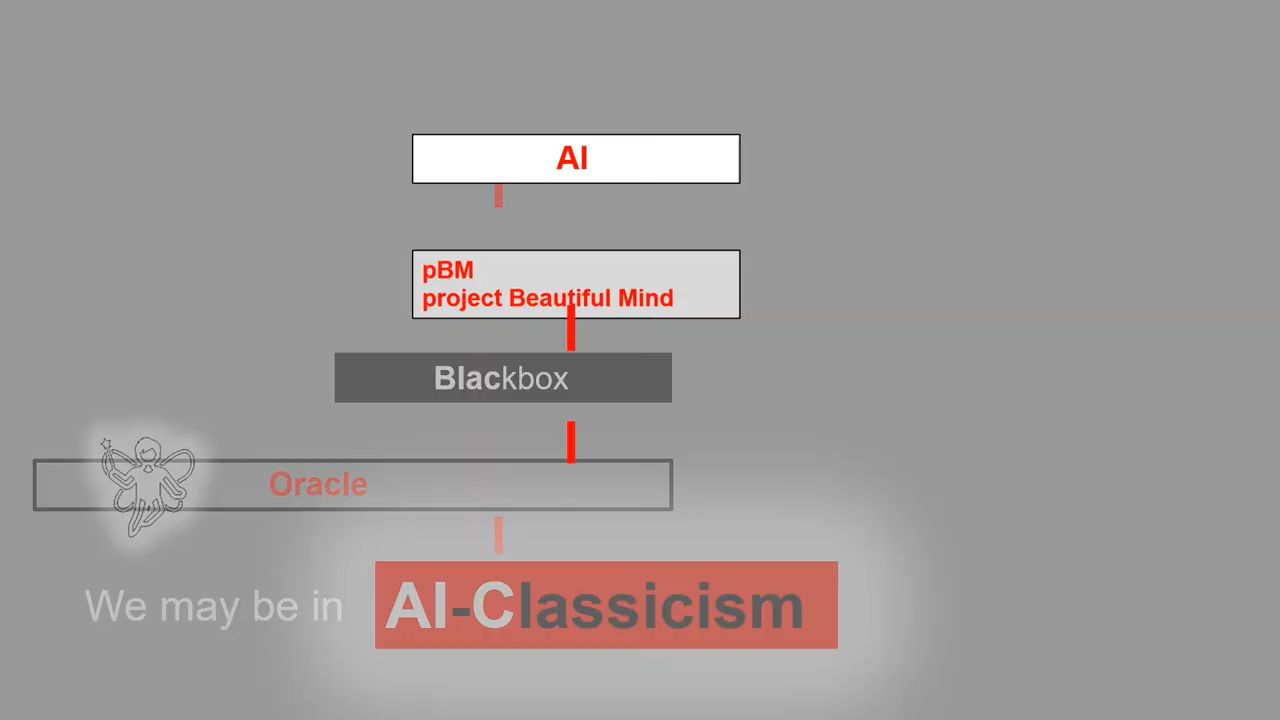 AI
pBM
project Beautiful Mind
Blackbox
Oracle
We may be in AI-Classicism